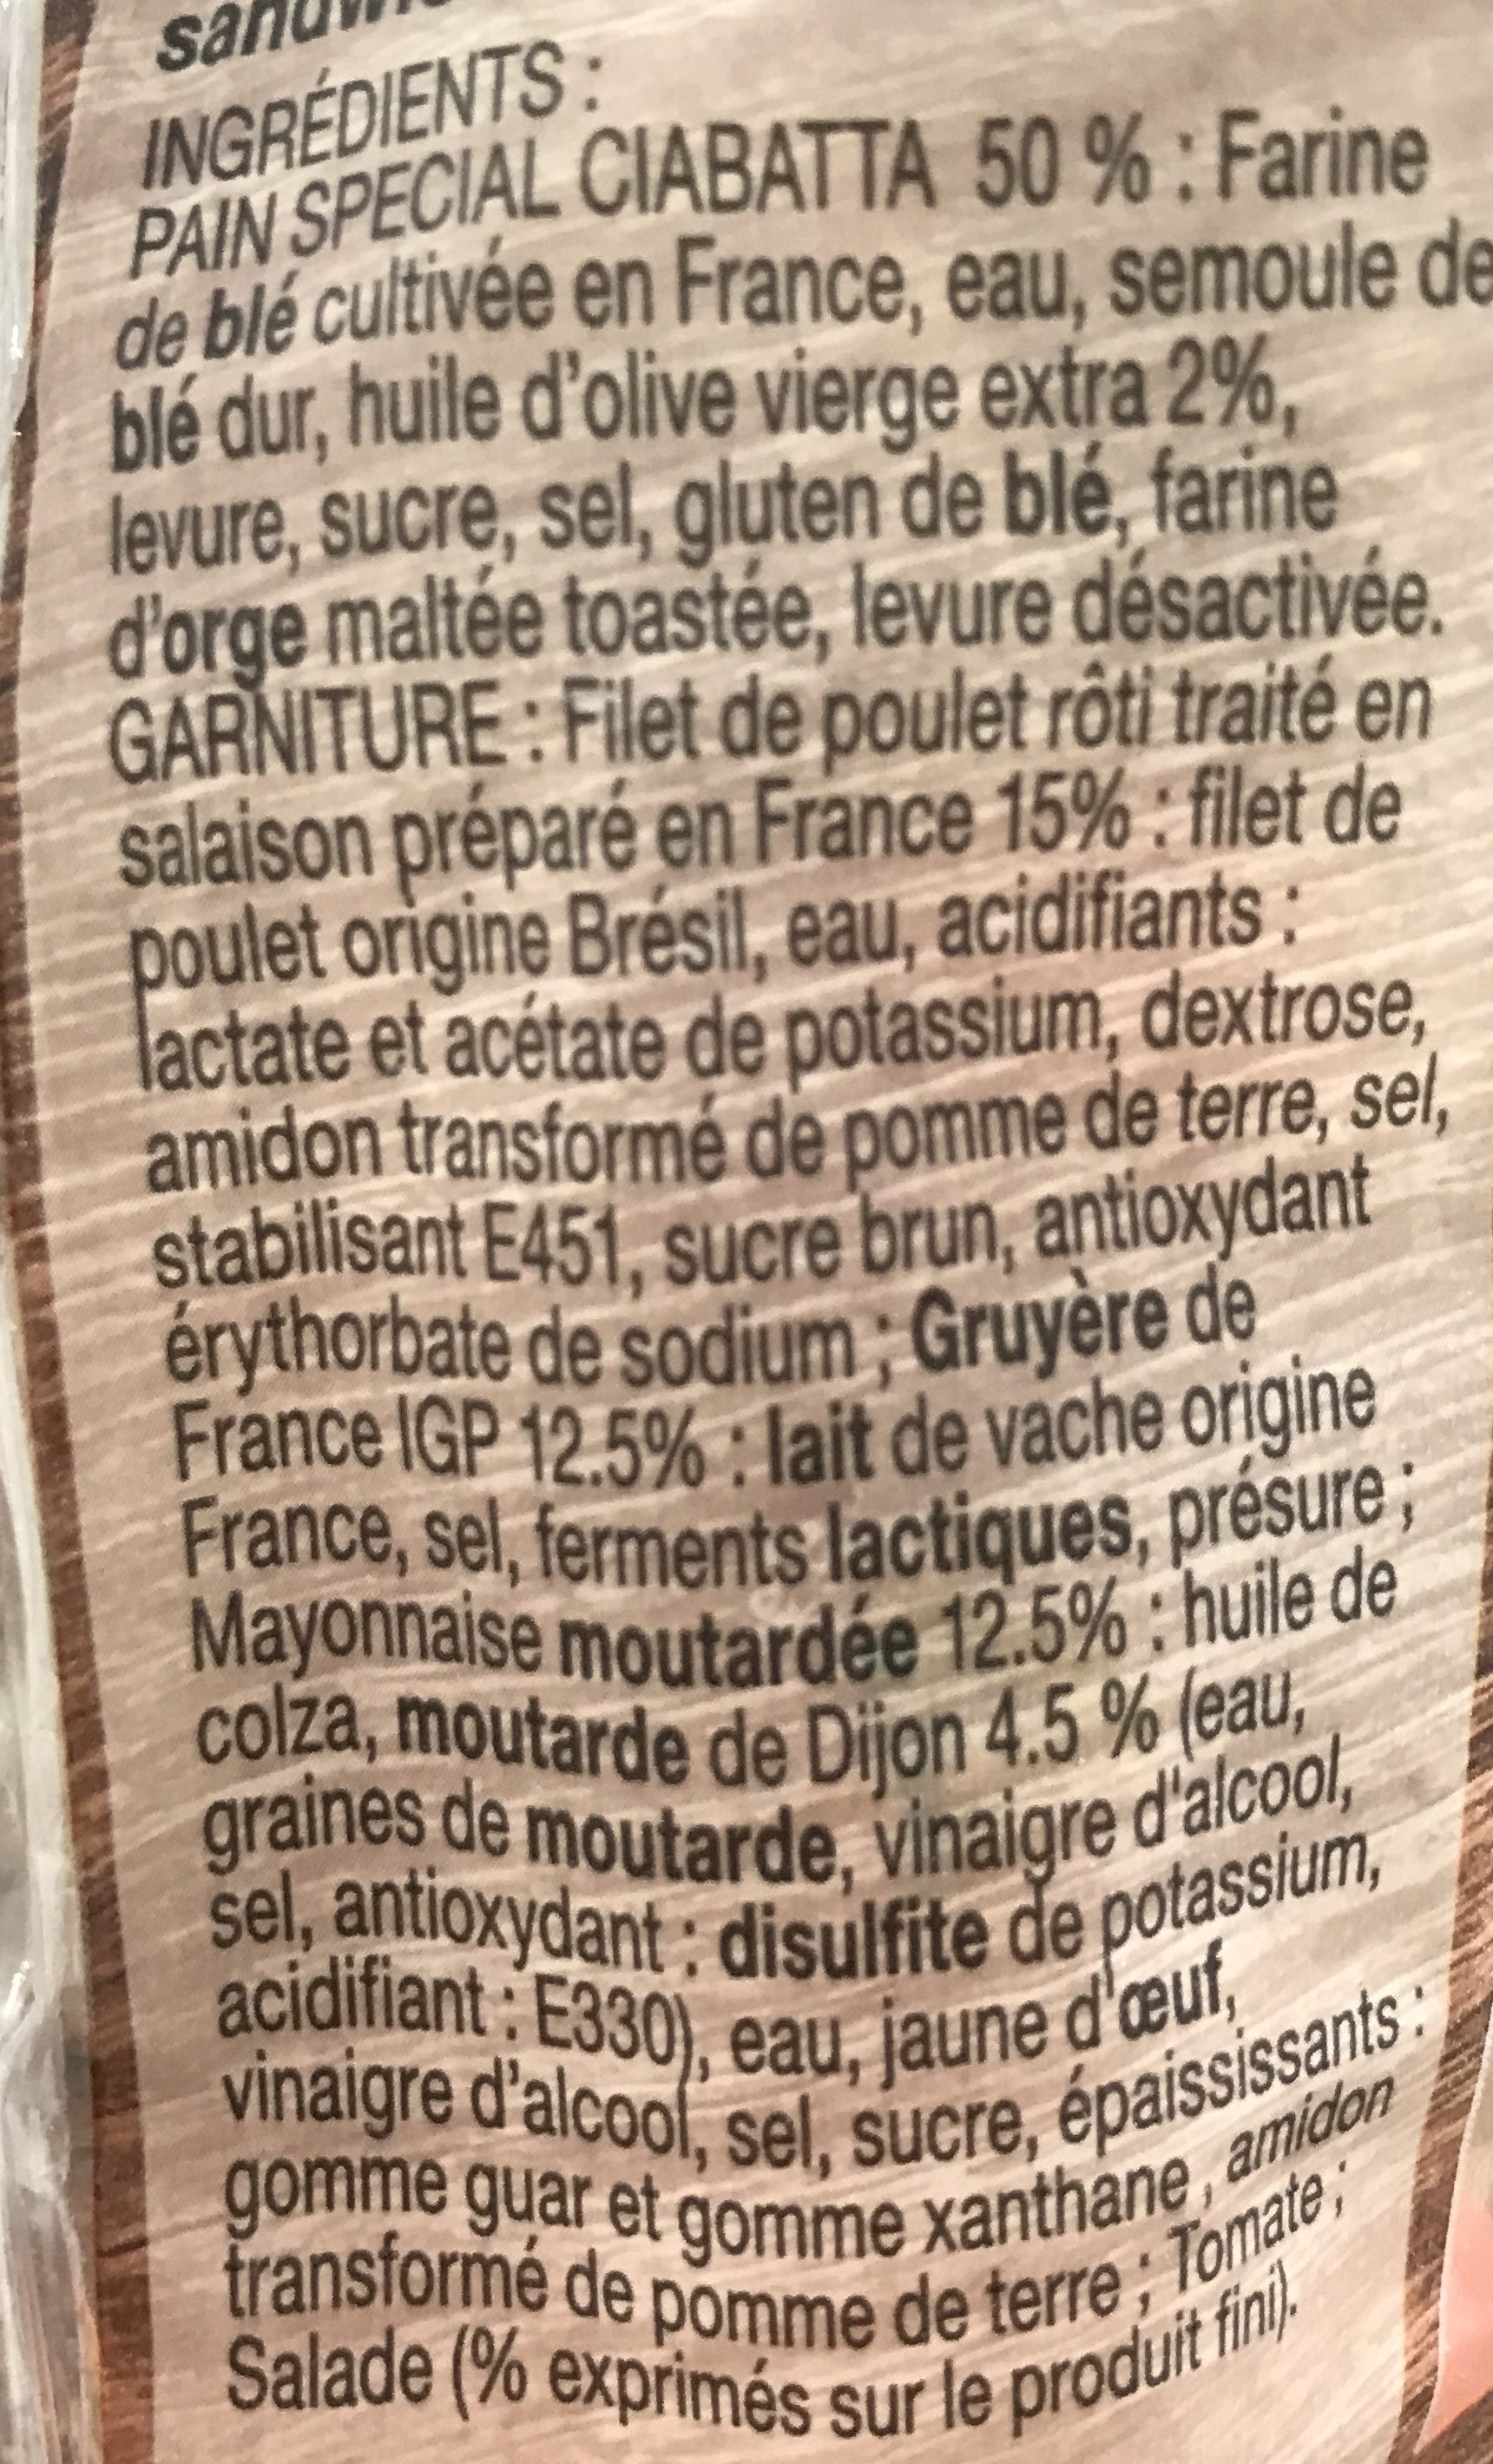 INGRÉDIENTS :
PAIN SPECIAL CIABATTA 50 % : Farine
de blé cultivée en France, eau, semoule de
blé dur, huile d'olive vierge extra 2%,
levure, sucre, sel, gluten de blé, farine
d'orge maltée toastée, levure désactivée.
GARNITURE : Filet de poulet rôti traité en
salaison préparé en France 15% : filet de
poulet origine Brésil, eau, acidifiants :
lactate et acétate de potassium, dextrose,
amidon transformé de pomme de terre, sel,
stabilisant E451, sucre brun, antioxydant
érythorbate de sodium ; Gruyère de
France IGP 12.5% : lait de vache origine
France, sel, ferments lactiques, présure ;
Mayonnaise moutardée 12.5% : huile de
colza, moutarde de Dijon 4.5 % (eau,
graines de moutarde, vinaigre d'alcool,
sel, antioxydant : disulfite de potassium,
acidifiant : E330), eau, jaune d'œuf,
vinaigre d'alcool, sel, sucre, épaississants :
gomme guar et gomme xanthane, amidon
transformé de pomme de terre ; Tomate ;
Salade (% exprimés sur le produit fini).